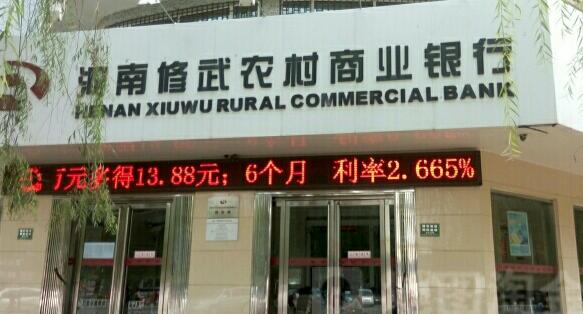 河南修武农村商业银行
HENAN XIUWU RURAL COMMERCIAL BANK
元多得13.88元；6个月 利率2.665%